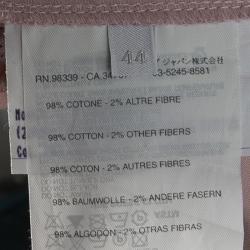 44
ジャパン株式会社
RN.98339 - CA.34
03-5245-8581
98% COTONE - 2% ALTRE FIBRE
98% COTTON - 2% OTHER FIBERS
98% COTON - 2% AUTRES FIBRES
98% BAUMWOLLE - 2% ANDERE FASERN
98% ALGODON - 2% OTRAS FIBRAS